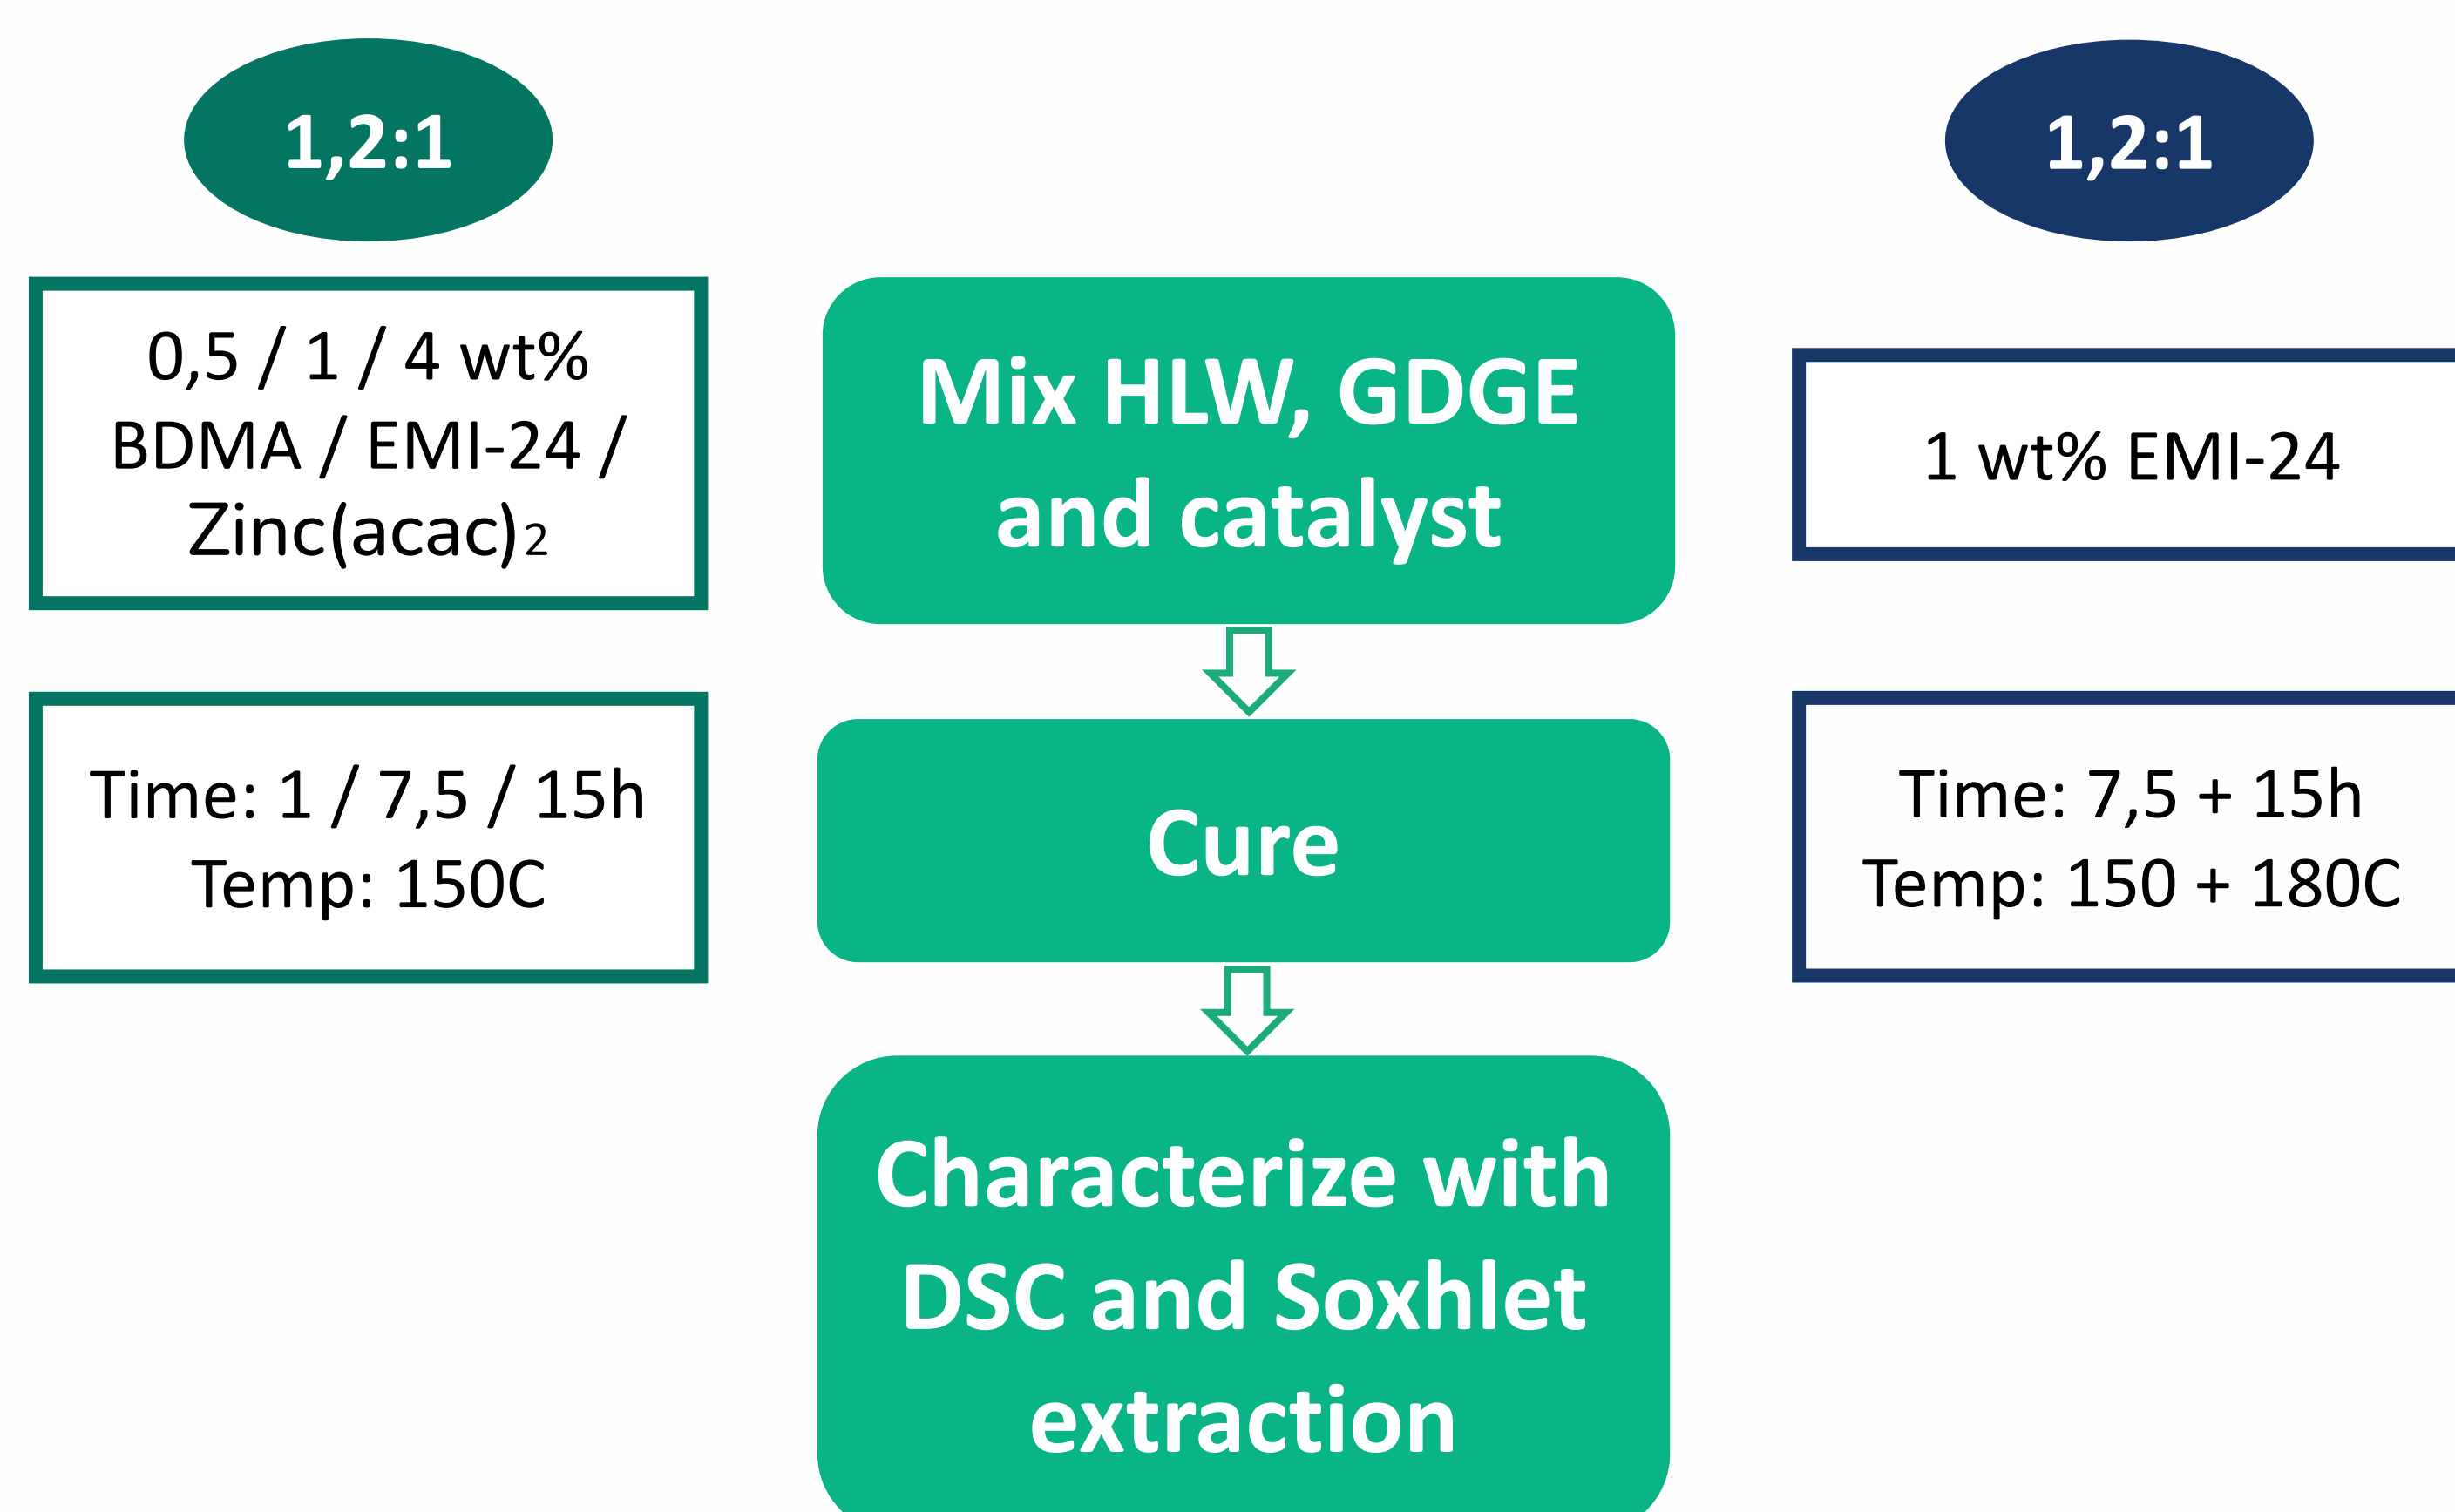 1,2:1
0,5 / 1 / 4 wt%
BDMA / EMI-24 /
Zinc(acac)₂
Time: 1 / 7,5 / 15h
Temp: 150C
Mix HLW, GDGE
and catalyst
Cure
Characterize with
DSC and Soxhlet
extraction
1,2:1
1 wt% EMI-24
Time: 7,5 + 15h
Temp: 150 + 180C